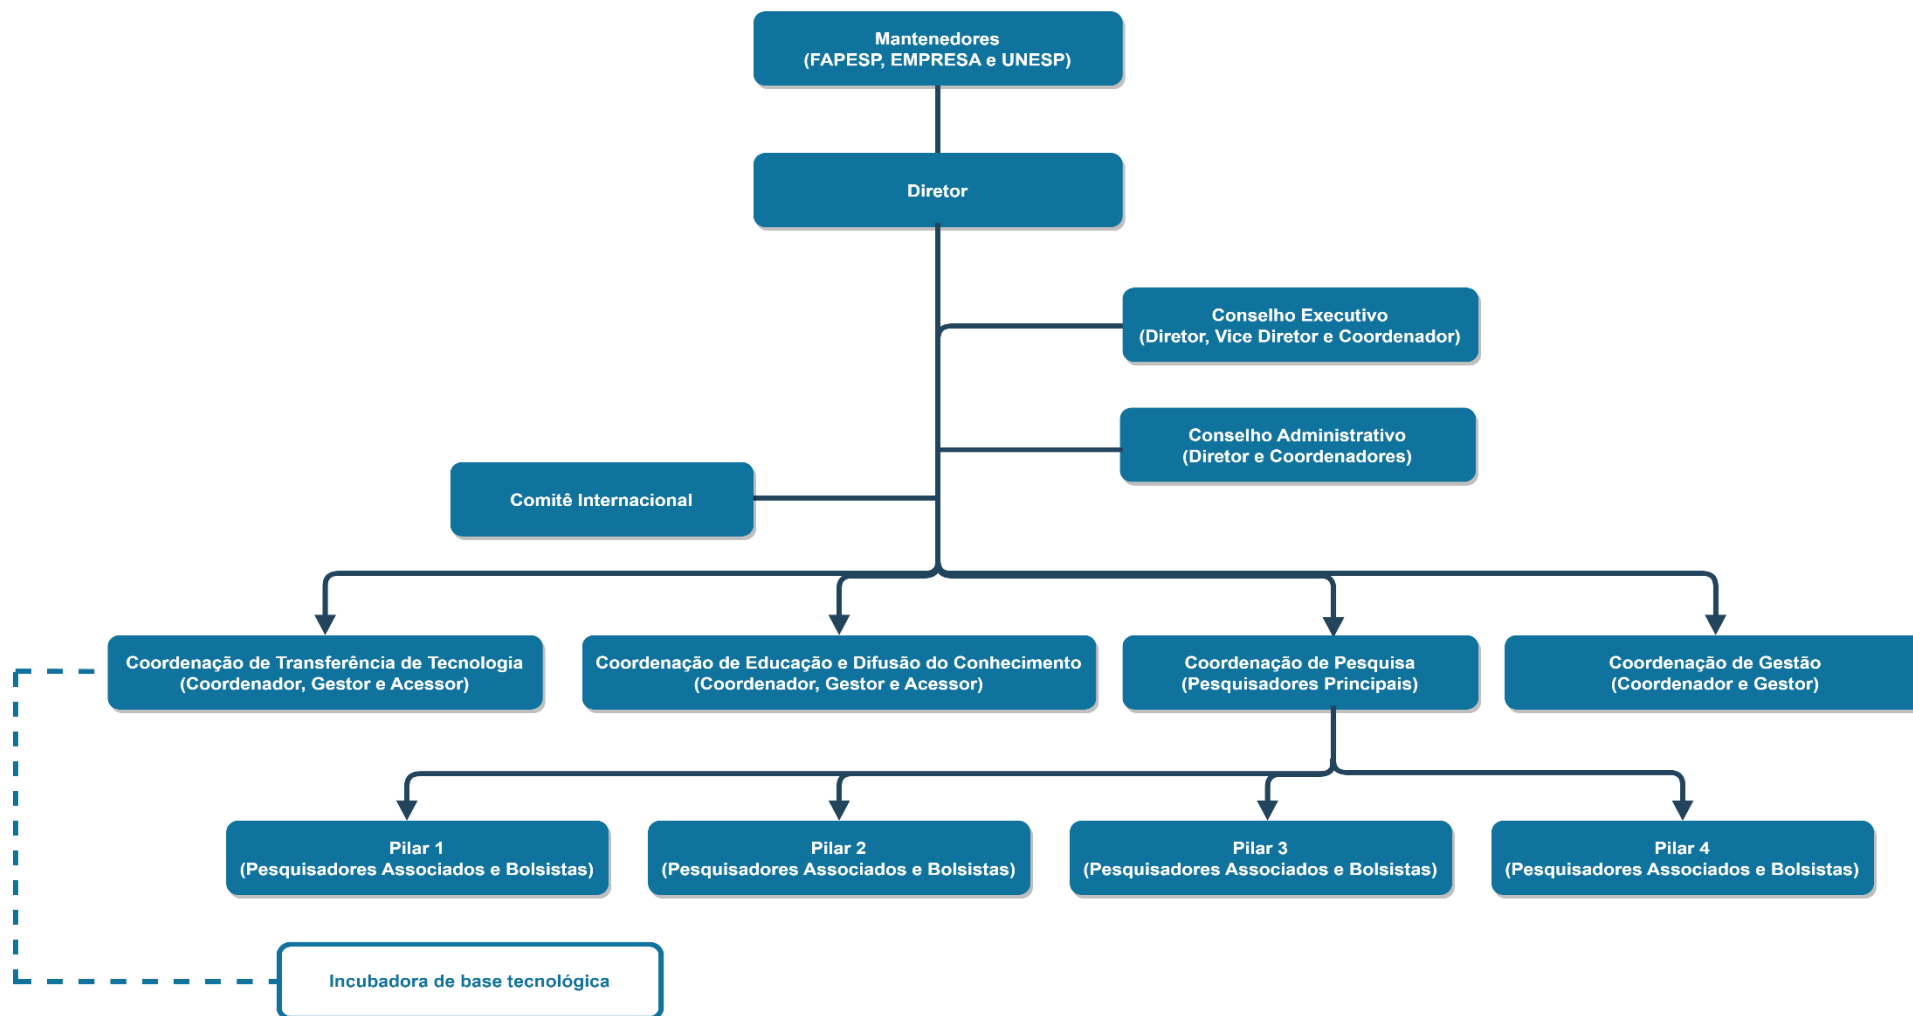 Mantenedores
(FAPESP, EMPRESA e UNESP)
Diretor
Conselho Executivo
(Diretor, Vice Diretor e Coordenador)
Conselho Administrativo
(Diretor e Coordenadores)
Comitê Internacional
Coordenação de Transferência de Tecnologia
(Coordenador, Gestor e Acessor)
Coordenação de Educação e Difusão do Conhecimento
(Coordenador, Gestor e Acessor)
Coordenação de Pesquisa
(Pesquisadores Principais)
Coordenação de Gestão
(Coordenador e Gestor)
Pilar 1
(Pesquisadores Associados e Bolsistas)
Pilar 2
(Pesquisadores Associados e Bolsistas)
Pilar 3
(Pesquisadores Associados e Bolsistas)
Pilar 4
(Pesquisadores Associados e Bolsistas)
Incubadora de base tecnológica